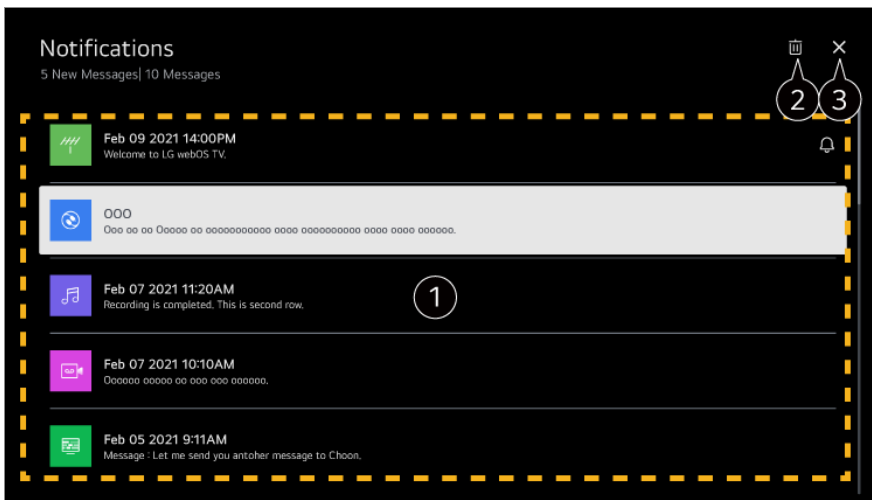 Notifications
5 New Messages| 10 Messages
2
3
Feb 09 2021 14:00PM
Welcome to LG webOS TV.
OOO
Ooo oo oo Ooooo oo ooooooooooo oooo oooooooooo oooo oooo oooooo.
Feb 07 2021 11:20AM
Recording is completed. This is second row.
1
Feb 07 2021 10:10AM
Oooooo ooooo oo ooo ooo oooooo.
Feb 05 2021 9:11AM
Message : Let me send you antoher message to Choon.